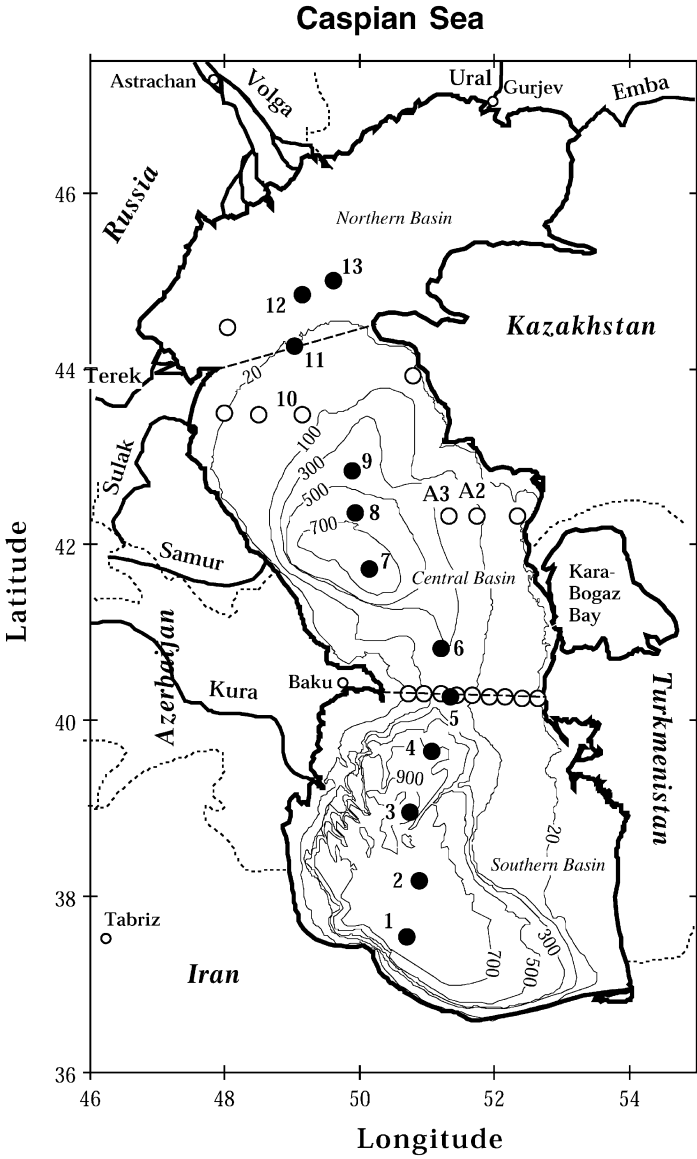 Caspian Sea
Astrachan
Volga
Ural
Gurjev
Emba
Russia
46
Northern Basin
13
12
Kazakhstan
11
44
Terek
20
10
100
Sulak
300
9
A3
A2
500
8
700
42
Samur
7
Central Basin
Kara-
Bogaz
Bay
Latitude
6
Azerbaijan
Baku
Kura
Turkmenistan
40
5
4
900
3
20
Southern Basin
2
38
Tabriz
1
300
700
500
Iran
36
46
48
50
52
54
Longitude